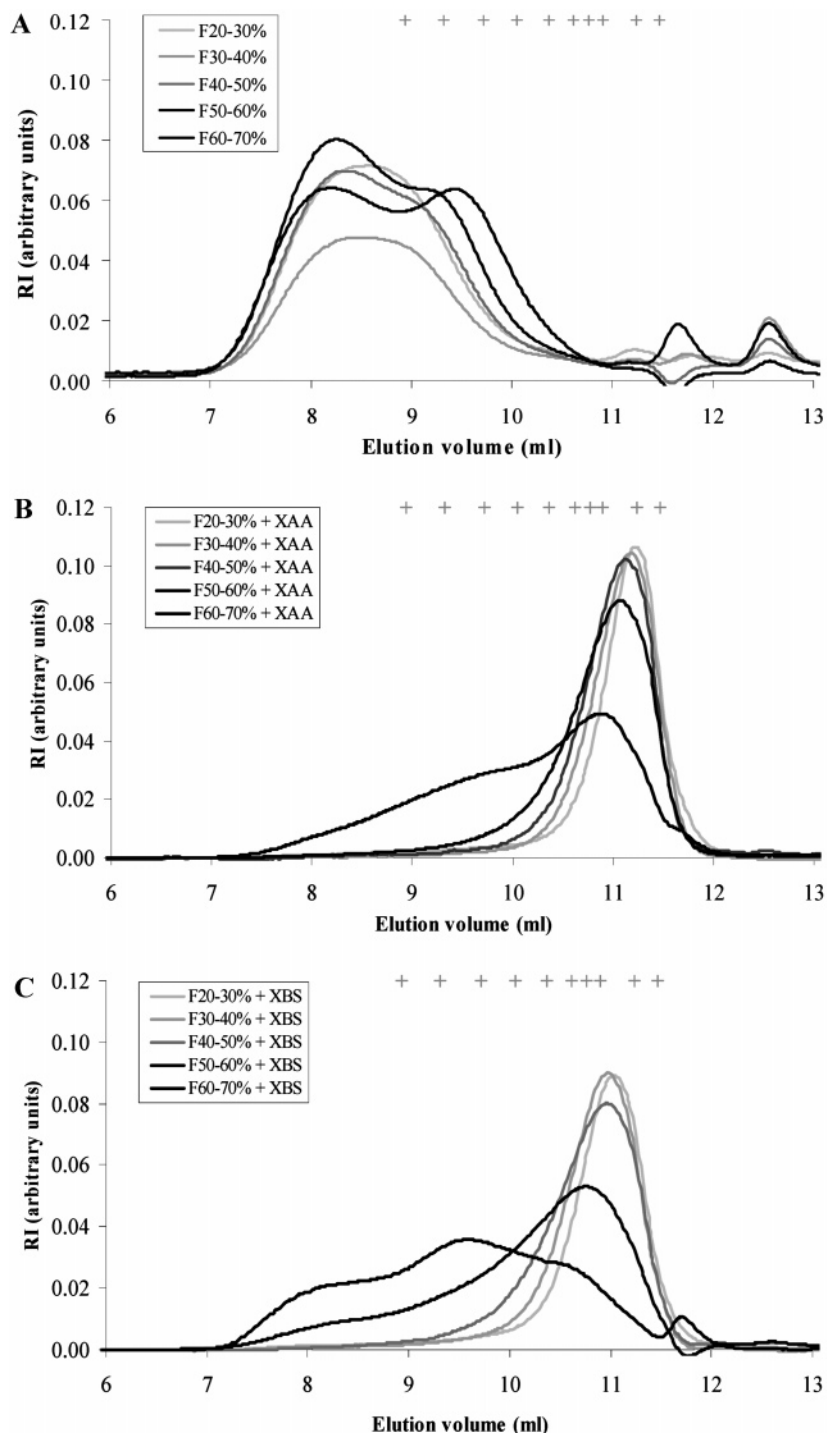 A
0.12
0.10
0.08
0.06
0.04
0.02
0.00
RI (arbitrary units)
F20-30%
F30-40%
F40-50%
F50-60%
F60-70%
6 7 8 9 10 11 12 13
Elution volume (ml)
B
0.12
0.10
0.08
0.06
0.04
0.02
0.00
RI (arbitrary units)
F20-30% + XAA
F30-40% + XAA
F40-50% + XAA
F50-60% + XAA
F60-70% + XAA
6 7 8 9 10 11 12 13
Elution volume (ml)
C
0.12
0.10
0.08
0.06
0.04
0.02
0.00
RI (arbitrary units)
F20-30% + XBS
F30-40% + XBS
F40-50% + XBS
F50-60% + XBS
F60-70% + XBS
6 7 8 9 10 11 12 13
Elution volume (ml)